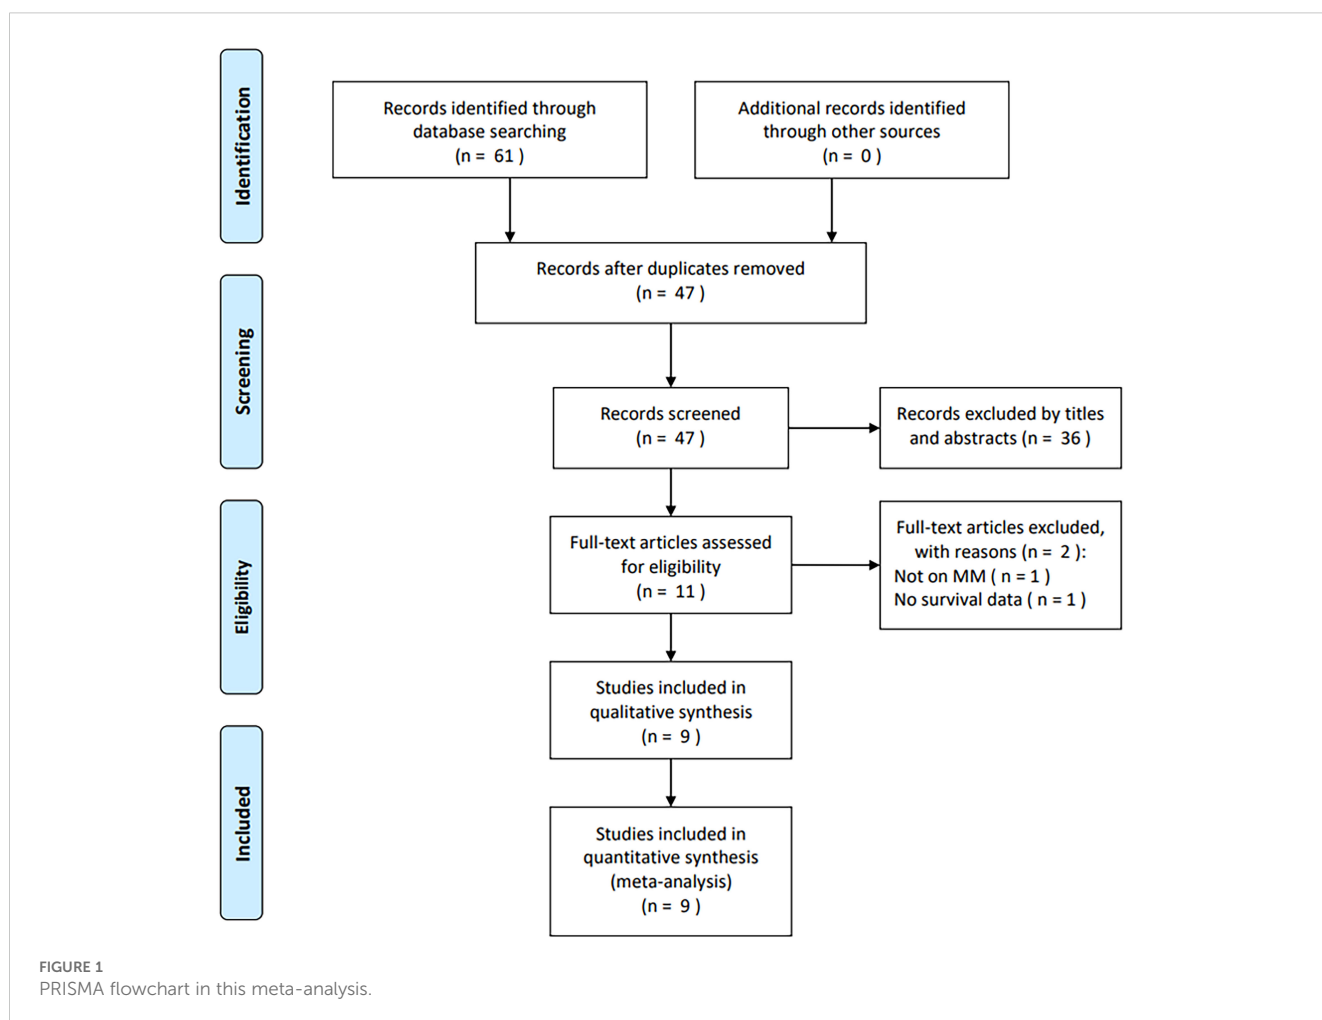 Identification
Records identified through
database searching
(n = 61 )
Additional records identified
through other sources
(n = 0 )
Records after duplicates removed
(n = 47 )
Screening
Records screened
(n = 47 )
Records excluded by titles
and abstracts (n = 36 )
Eligibility
Full-text articles assessed
for eligibility
(n = 11 )
Full-text articles excluded,
with reasons (n = 2 ):
Not on MM ( n = 1 )
No survival data ( n = 1 )
Studies included in
qualitative synthesis
(n = 9 )
Included
Studies included in
quantitative synthesis
(meta-analysis)
(n = 9 )
FIGURE 1
PRISMA flowchart in this meta-analysis.